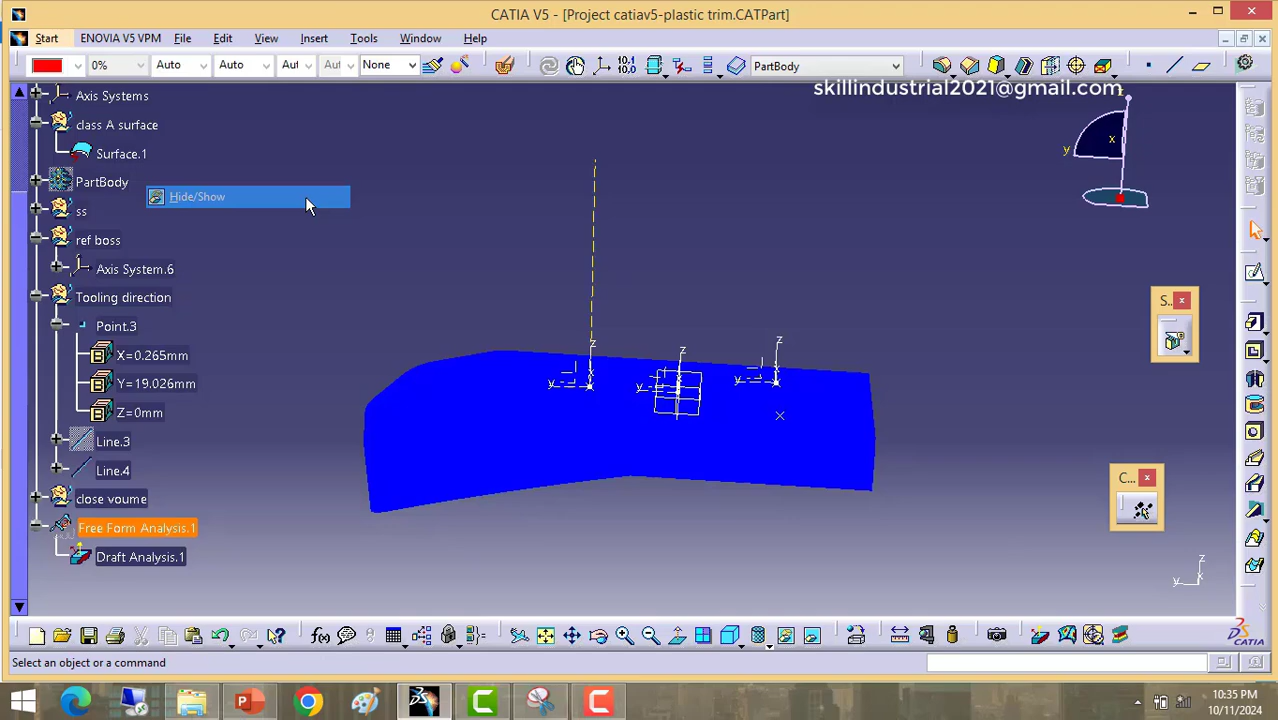 CATIA V5 - [Project catiav5-plastic trim.CATPart]
Start ENOVIA V5 VPM File Edit View Insert Tools Window Help
0% Auto Auto Aut Aut None PartBody
skillindustrial2021@gmail.com
Axis Systems
class A surface
Surface.1
PartBody
Hide/Show
ss
ref boss
Axis System.6
Tooling direction
Point.3
X=0.265mm
Y=19.026mm
Z=0mm
Line.3
Line.4
close voume
Free Form Analysis.1
Draft Analysis.1
z
y x
z z z
y y y
S..
C...
z
y x
CATIA
Select an object or a command
10:35 PM
10/11/2024